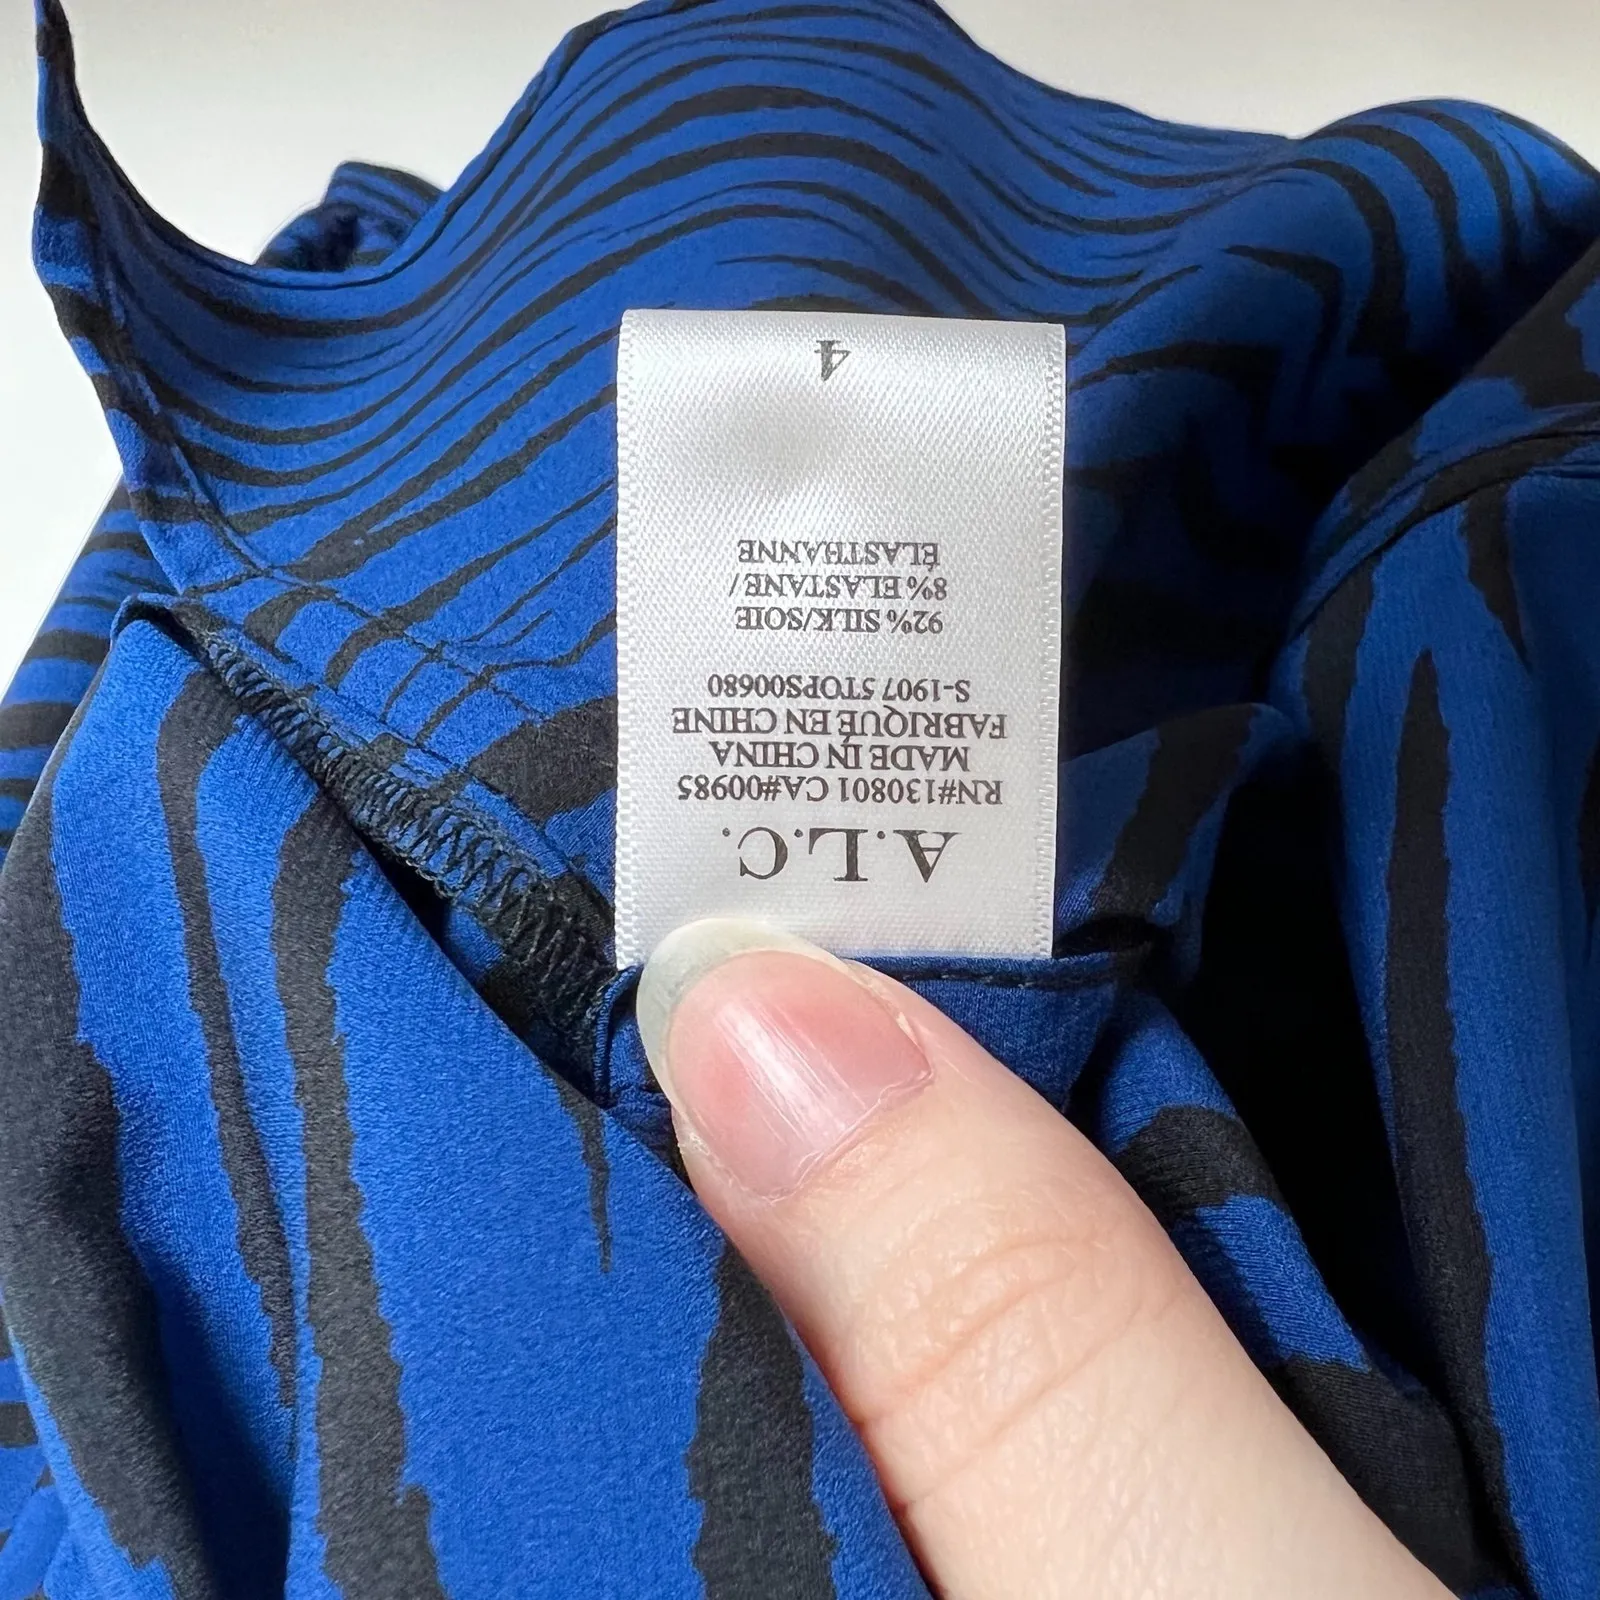 A.L.C.
RN#130801 CA#00985
MADE IN CHINA
FABRIQUÉ EN CHINE
S-1907 5TOPS00680
92% SILK/SOIE
8% ELASTANE/
ÉLASTHANNE
4